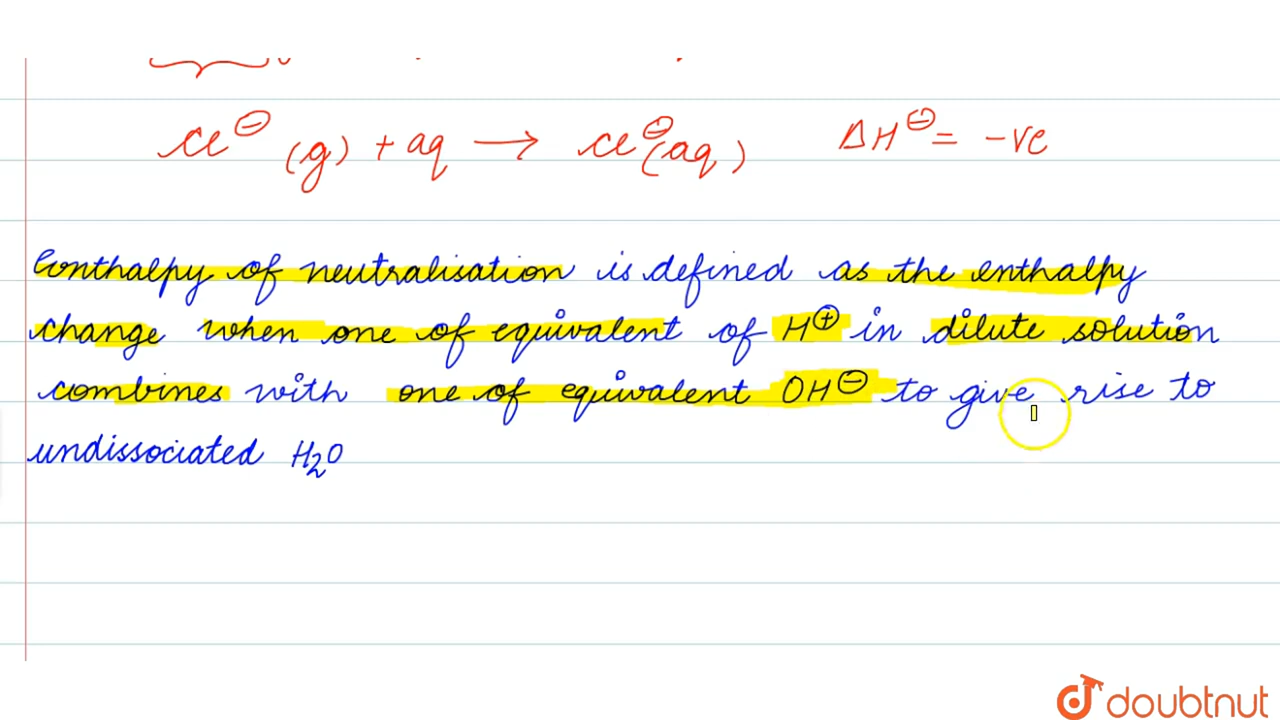 Cl⊖ (g) + aq → Cl⊖ (aq) ΔH⊖ = -ve
Enthalpy of neutralisation is defined as the enthalpy
change when one of equivalent of H⊕ in dilute solution
combines with one of equivalent OH⊖ to give rise to
undissociated H2O
doubtnut